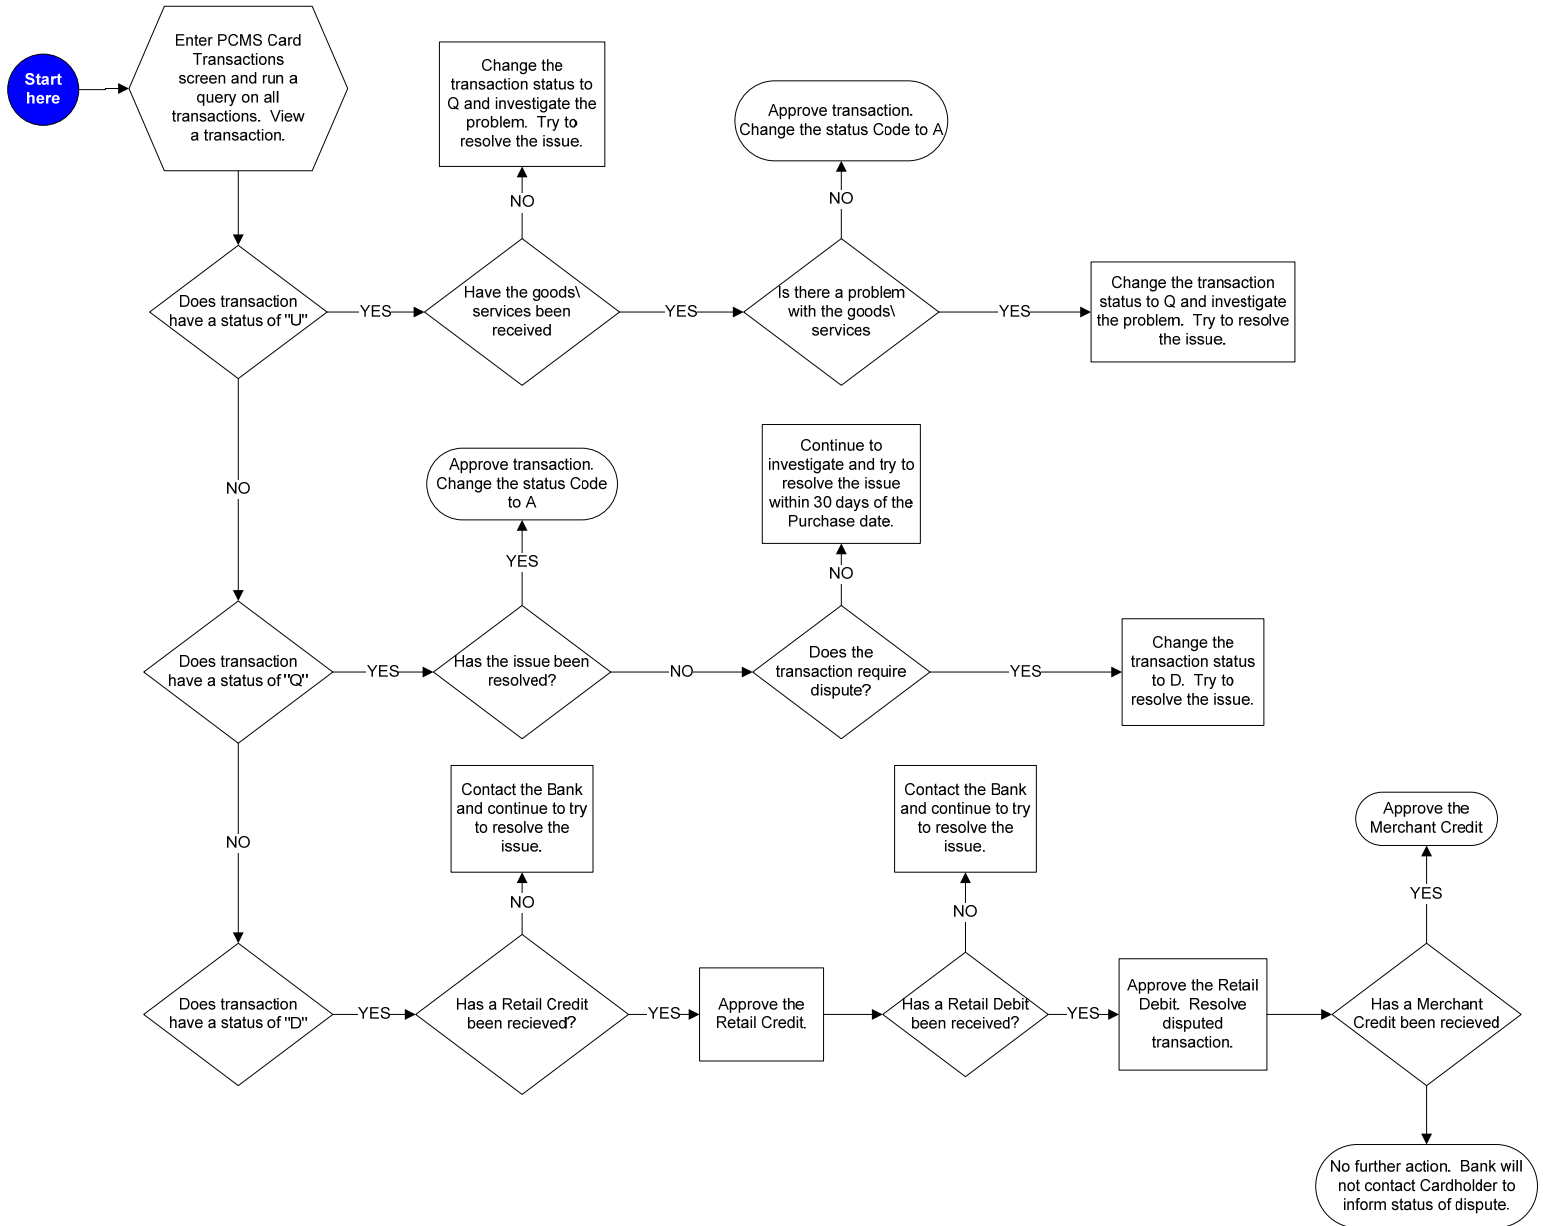 Start
here
Enter PCMS Card
Transactions
screen and run a
query on all
transactions.  View
a transaction.
Change the
transaction status to
Q and investigate the
problem.  Try to
resolve the issue.
Approve transaction.
Change the status Code to A
NO
NO
Does transaction
have a status of "U"
YES
Have the goods\
services been
received
YES
Is there a problem
with the goods\
services
YES
Change the transaction
status to Q and investigate
the problem.  Try to resolve
the issue.
NO
Approve transaction.
Change the status Code
to A
Continue to
investigate and try to
resolve the issue
within 30 days of the
Purchase date.
YES
NO
Does transaction
have a status of "Q"
YES
Has the issue been
resolved?
NO
Does the
transaction require
dispute?
YES
Change the
transaction status
to D.  Try to
resolve the issue.
NO
Contact the Bank
and continue to try
to resolve the
issue.
Contact the Bank
and continue to try
to resolve the
issue.
Approve the
Merchant Credit
NO
NO
YES
Does transaction
have a status of "D"
YES
Has a Retail Credit
been recieved?
YES
Approve the
Retail Credit.
Has a Retail Debit
been received?
YES
Approve the Retail
Debit.  Resolve
disputed
transaction.
Has a Merchant
Credit been recieved
No further action.  Bank will
not contact Cardholder to
inform status of dispute.